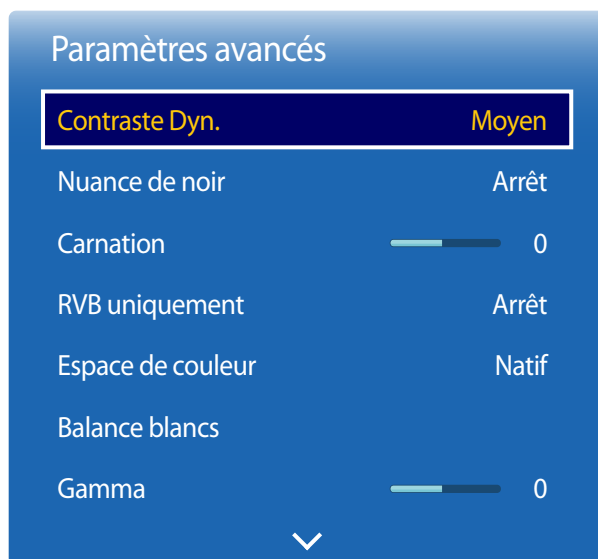 Paramètres avancés
Contraste Dyn. Moyen
Nuance de noir Arrêt
Carnation 0
RVB uniquement Arrêt
Espace de couleur Natif
Balance blancs
Gamma 0